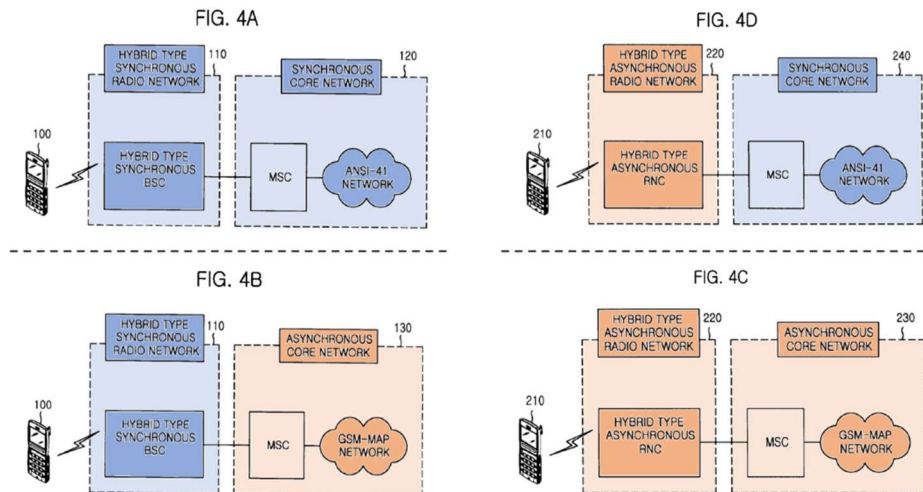 FIG. 4A
HYBRID TYPE
SYNCHRONOUS
RADIO NETWORK
110
SYNCHRONOUS
CORE NETWORK
120
100
HYBRID TYPE
SYNCHRONOUS
BSC
MSC
ANSI-41
NETWORK
FIG. 4D
HYBRID TYPE
ASYNCHRONOUS
RADIO NETWORK
220
SYNCHRONOUS
CORE NETWORK
240
210
HYBRID TYPE
ASYNCHRONOUS
RNC
MSC
ANSI-41
NETWORK
FIG. 4B
HYBRID TYPE
SYNCHRONOUS
RADIO NETWORK
110
ASYNCHRONOUS
CORE NETWORK
130
100
HYBRID TYPE
SYNCHRONOUS
BSC
MSC
GSM-MAP
NETWORK
FIG. 4C
HYBRID TYPE
ASYNCHRONOUS
RADIO NETWORK
220
ASYNCHRONOUS
CORE NETWORK
230
210
HYBRID TYPE
ASYNCHRONOUS
RNC
MSC
GSM-MAP
NETWORK